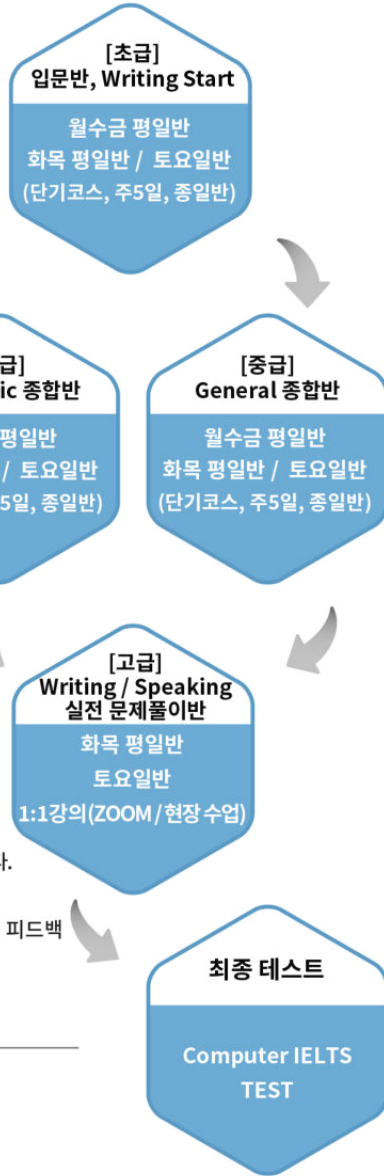 [초급]
입문반, Writing Start
월수금 평일반
화목 평일반 / 토요일반
(단기코스, 주5일, 종일반)
급]
ic 종합반
평일반
/ 토요일반
5일, 종일반)
[중급]
General 종합반
월수금 평일반
화목 평일반 / 토요일반
(단기코스, 주5일, 종일반)
[고급]
Writing / Speaking
실전 문제풀이반
화목 평일반
토요일반
1:1강의(ZOOM / 현장 수업)
다.
피드백
최종 테스트
Computer IELTS
TEST